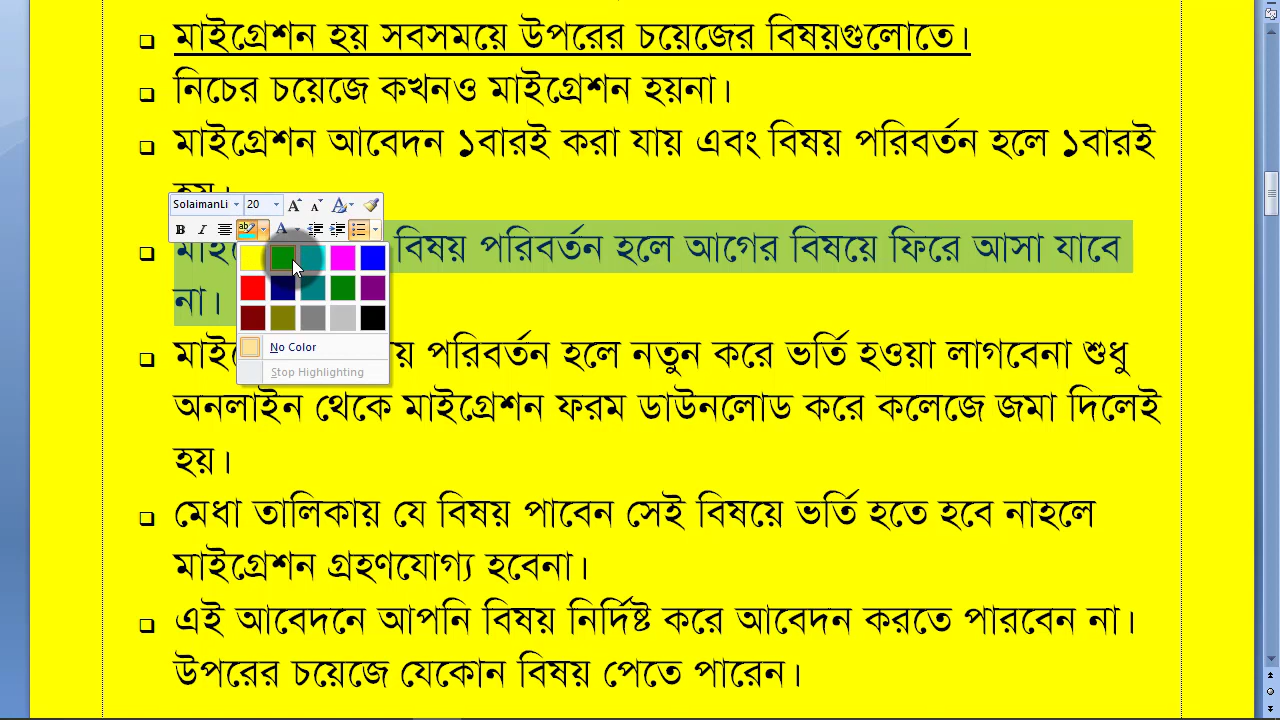 মাইগ্রেশন হয় সবসময়ে উপরের চয়েজের বিষয়গুলোতে।
নিচের চয়েজে কখনও মাইগ্রেশন হয়না।
মাইগ্রেশন আবেদন ১বারই করা যায় এবং বিষয় পরিবর্তন হলে ১বারই
হয়।
SolaimanLi 20
B I
বিষয় পরিবর্তন হলে আগের বিষয়ে ফিরে আসা যাবে
না।
No Color
Stop Highlighting
পরিবর্তন হলে নতুন করে ভর্তি হওয়া লাগবেনা শুধু
অনলাইন থেকে মাইগ্রেশন ফরম ডাউনলোড করে কলেজে জমা দিলেই
হয়।
মেধা তালিকায় যে বিষয় পাবেন সেই বিষয়ে ভর্তি হতে হবে নাহলে
মাইগ্রেশন গ্রহণযোগ্য হবেনা।
এই আবেদনে আপনি বিষয় নির্দিষ্ট করে আবেদন করতে পারবেন না।
উপরের চয়েজে যেকোন বিষয় পেতে পারেন।